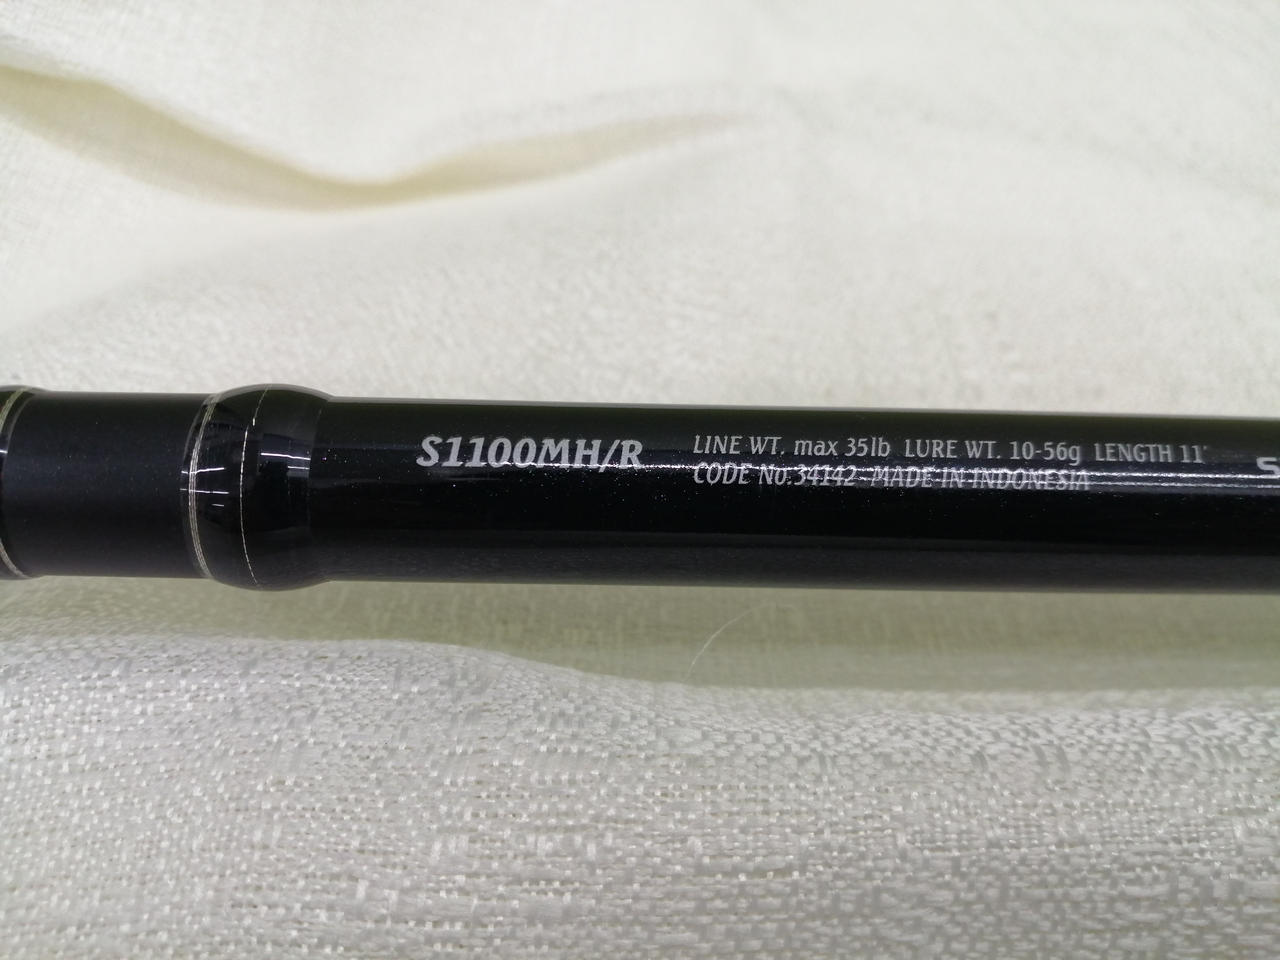 S1100MH/R LINE WT. max 35lb LURE WT. 10-56g LENGTH 11'
CODE No.34142 MADE IN INDONESIA